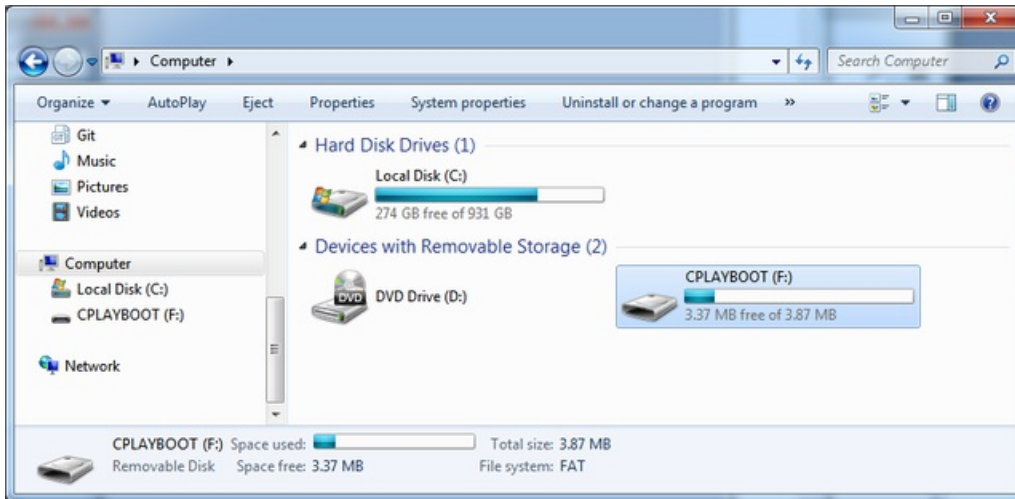 Computer
Search Computer
Organize AutoPlay Eject Properties System properties Uninstall or change a program »
Git
Music
Pictures
Videos
Computer
Local Disk (C:)
CPLAYBOOT (F:)
Network
Hard Disk Drives (1)
Local Disk (C:)
274 GB free of 931 GB
Devices with Removable Storage (2)
DVD
DVD Drive (D:)
CPLAYBOOT (F:)
3.37 MB free of 3.87 MB
CPLAYBOOT (F:) Space used: Total size: 3.87 MB
Removable Disk Space free: 3.37 MB File system: FAT